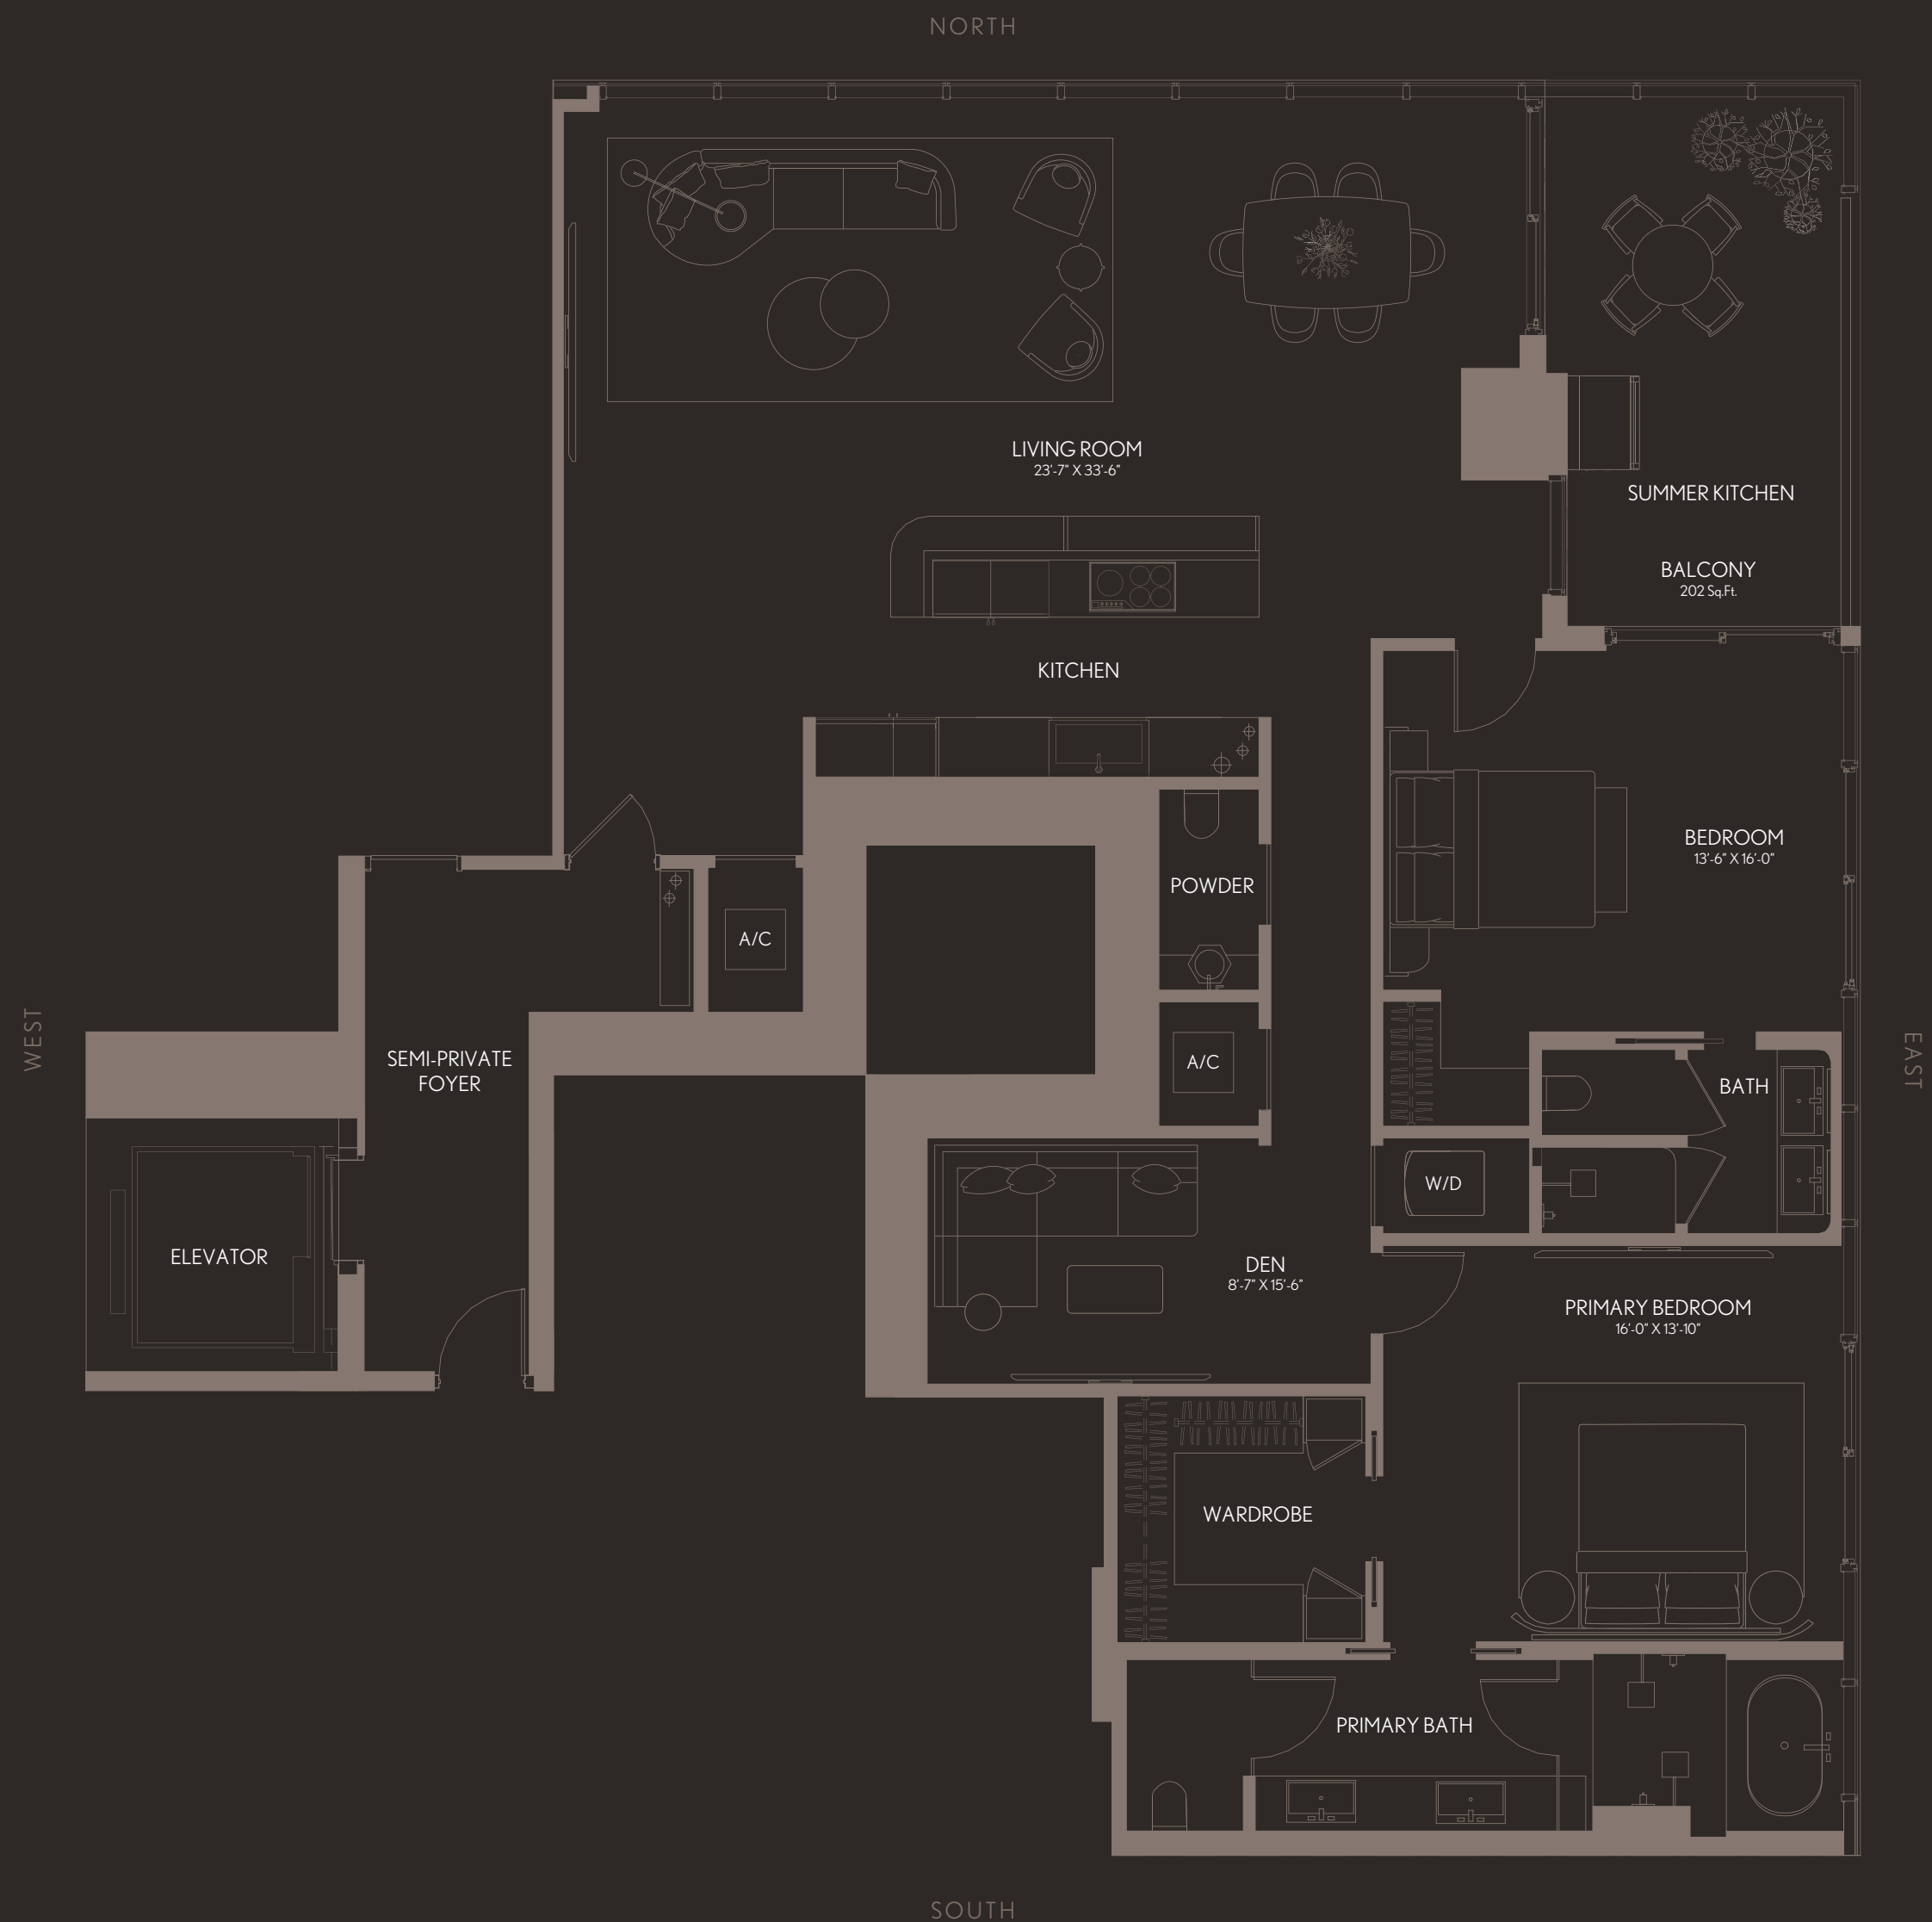 NORTH
LIVING ROOM
23'-7" X 33'-6"
SUMMER KITCHEN
BALCONY
202 Sq.Ft.
KITCHEN
BEDROOM
13'-6" X 16'-0"
POWDER
A/C
WEST
EAST
SEMI-PRIVATE
FOYER
A/C
BATH
W/D
ELEVATOR
DEN
8'-7" X 15'-6"
PRIMARY BEDROOM
16'-0" X 13'-10"
WARDROBE
PRIMARY BATH
SOUTH